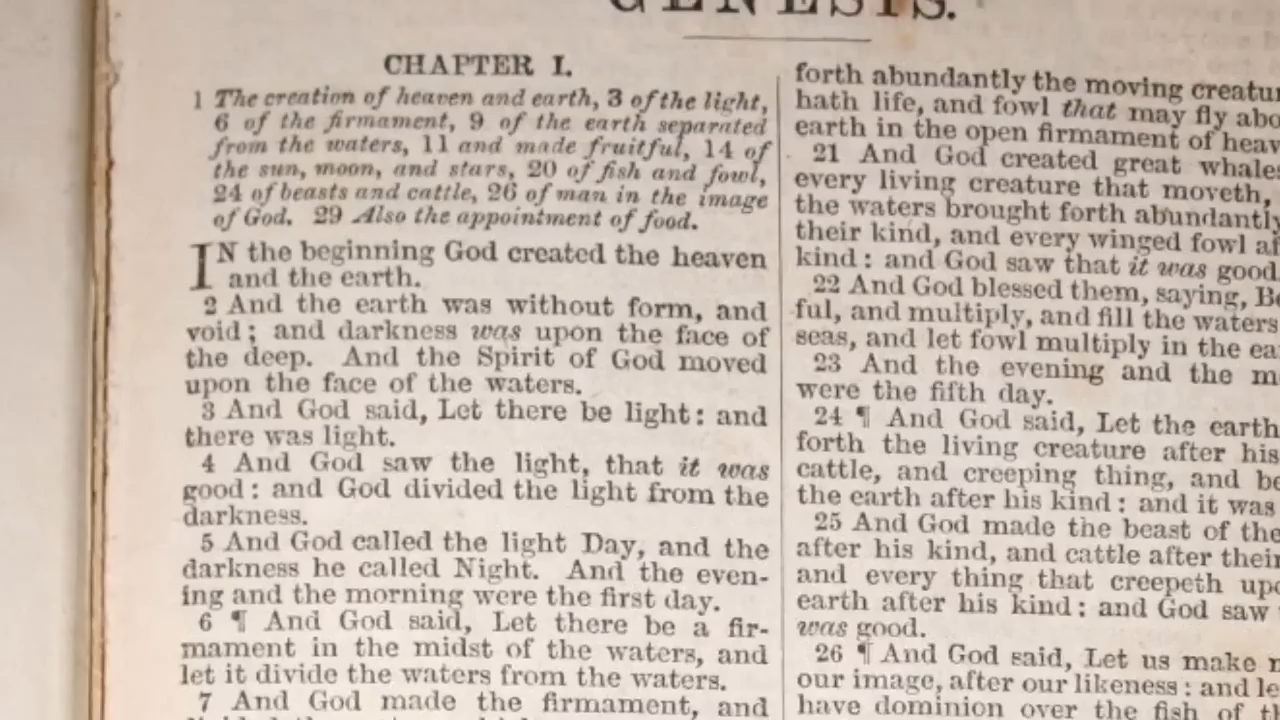 GENESIS.
CHAPTER I.
1 The creation of heaven and earth, 3 of the light,
6 of the firmament, 9 of the earth separated
from the waters, 11 and made fruitful, 14 of
the sun, moon, and stars, 20 of fish and fowl,
24 of beasts and cattle, 26 of man in the image
of God. 29 Also the appointment of food.
IN the beginning God created the heaven
and the earth.
2 And the earth was without form, and
void; and darkness was upon the face of
the deep. And the Spirit of God moved
upon the face of the waters.
3 And God said, Let there be light: and
there was light.
4 And God saw the light, that it was
good: and God divided the light from the
darkness.
5 And God called the light Day, and the
darkness he called Night. And the even-
ing and the morning were the first day.
6 ¶ And God said, Let there be a fir-
mament in the midst of the waters, and
let it divide the waters from the waters.
7 And God made the firmament, and
forth abundantly the moving
hath life, and fowl that may fly
earth in the open firmament of
21 And God created great
every living creature that moveth,
the waters brought forth abundantly
their kind, and every winged fowl
kind: and God saw that it was good
22 And God blessed them, saying,
ful, and multiply, and fill the waters
seas, and let fowl multiply in the
23 And the evening and the
were the fifth day.
24 ¶ And God said, Let the earth
forth the living creature after his
cattle, and creeping thing, and
the earth after his kind: and it was
25 And God made the beast of the
after his kind, and cattle after their
and every thing that creepeth
earth after his kind: and God saw
was good.
26 ¶ And God said, Let us make
our image, after our likeness: and
have dominion over the fish of